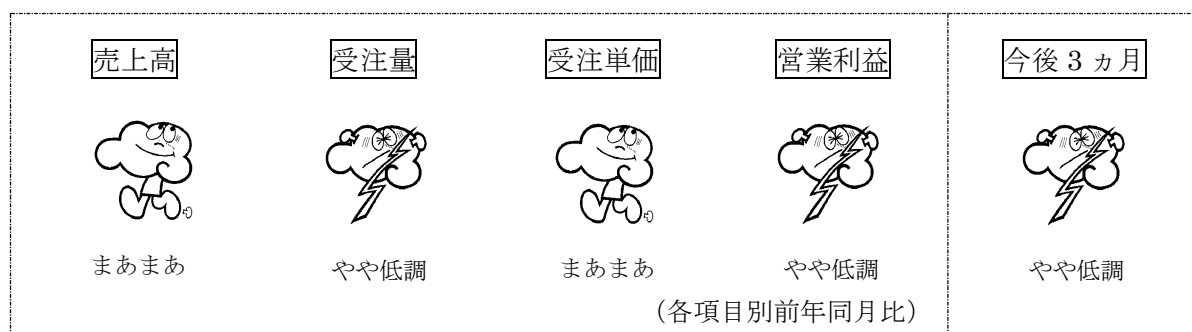 売上高 受注量 受注単価 営業利益 今後3ヵ月
まあまあ やや低調 まあまあ やや低調 やや低調
（各項目別前年同月比）